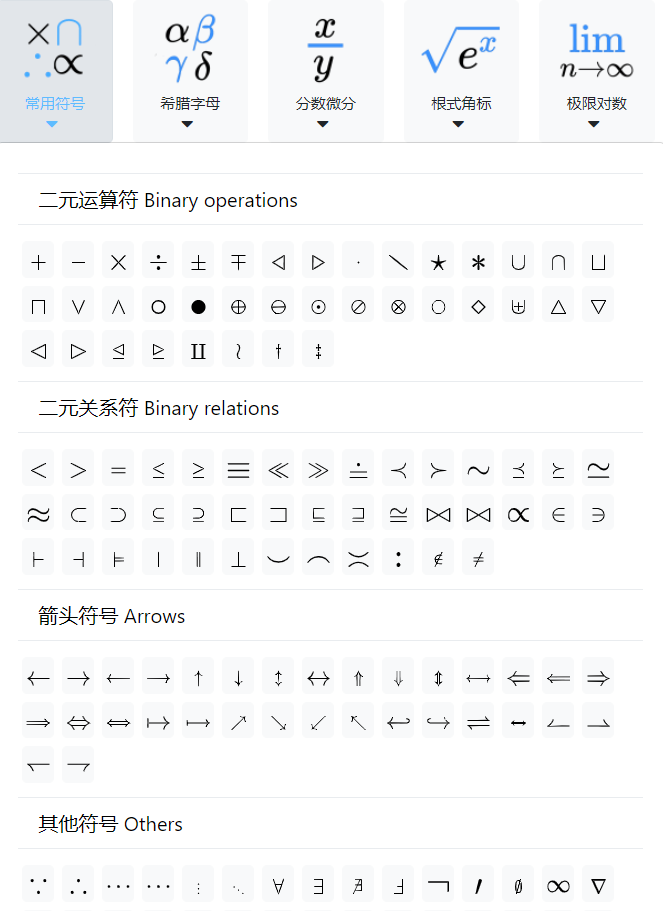 × ∩ ∴ ∝
α β γ δ
x/y
√ e^x
lim n→∞
常用符号 希腊字母 分数微分 根式角标 极限对数
二元运算符 Binary operations
+ − × ÷ ± ∓ ◁ ▷ · \ ⋆ ∗ ∪ ∩ ⊔
⊓ ∨ ∧ ○ ● ⊕ ⊖ ⊙ ⊘ ⊗ ◯ ◇ ⊎ △ ▽
◁ ▷ ⊴ ⊵ ⨿ ≀ † ‡
二元关系符 Binary relations
< > = ≤ ≥ ≡ ≪ ≫ ≐ ≺ ≻ ∼ ⪯ ⪰ ≃
≈ ⊂ ⊃ ⊆ ⊇ ⊏ ⊐ ⊑ ⊒ ≅ ⋈ ⋈ ∝ ∈ ∋
⊢ ⊣ ⊨ ∣ ∥ ⊥ ⌣ ⌢ ≍ : ∉ ≠
箭头符号 Arrows
← → ⟵ ⟶ ↑ ↓ ↕ ↔ ⇑ ⇓ ⇕ ⟷ ⇐ ⟸ ⇒
⟹ ⇔ ⟺ ↦ ⟼ ↗ ↘ ↙ ↖ ↩ ↪ ⇌ ↔ ↼ ⇁
↽ ⇁
其他符号 Others
∵ ∴ … ⋯ ⋮ ⋱ ∀ ∃ ∄ Ⅎ ¬ ′ ∅ ∞ ∇